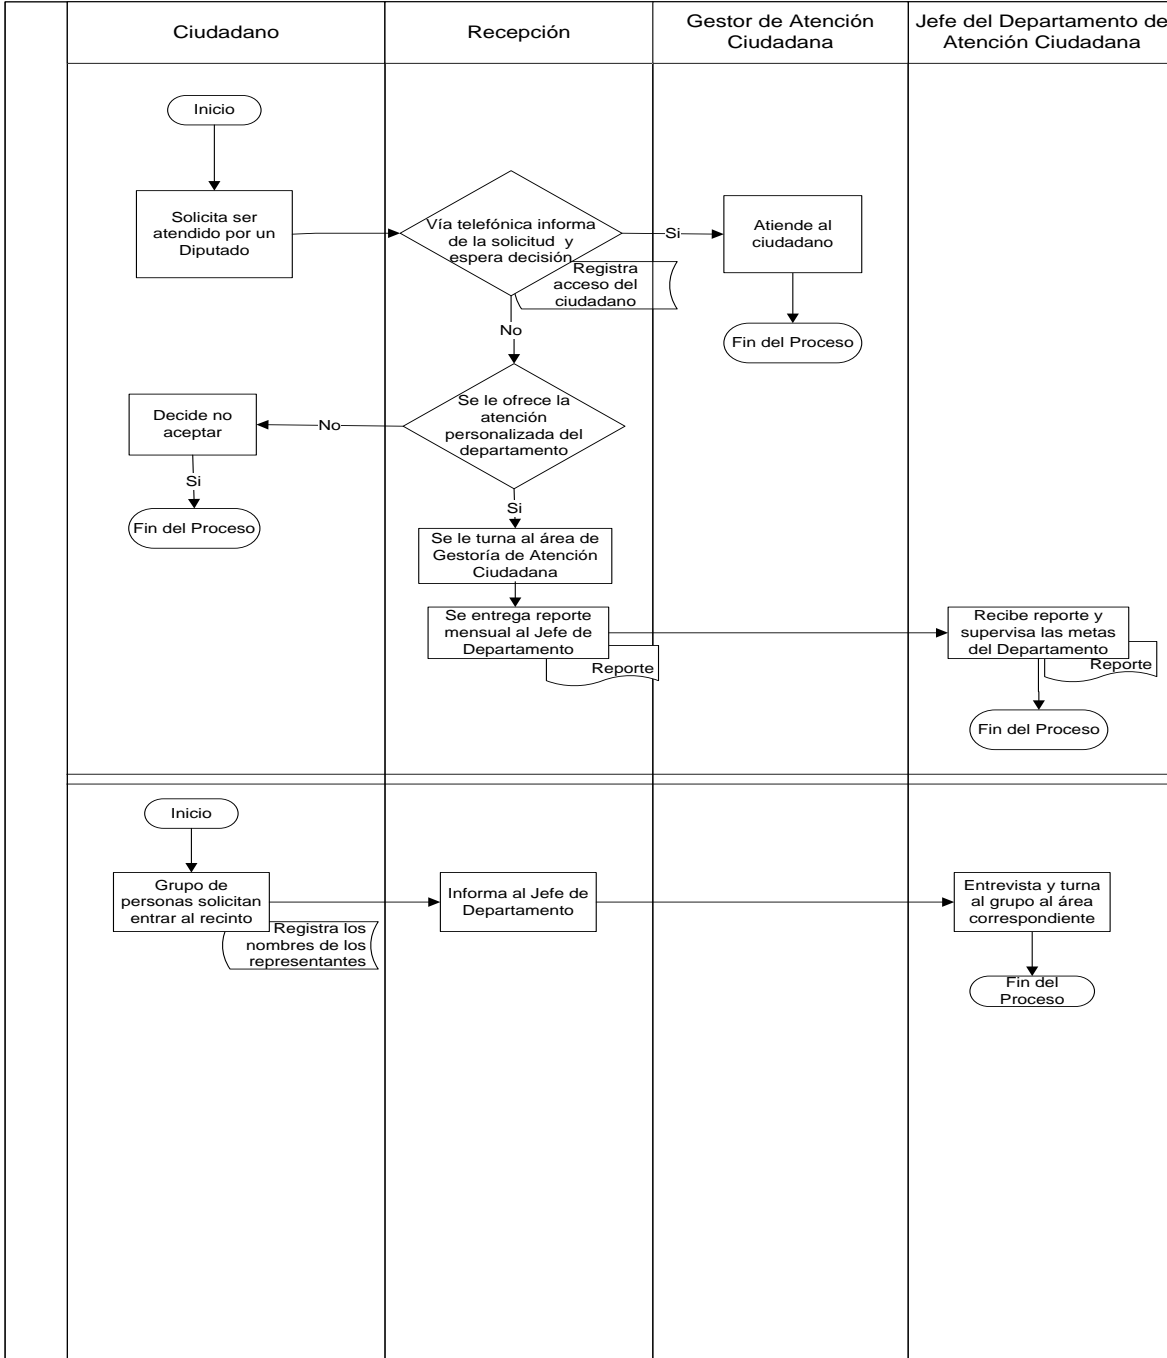 Ciudadano
Recepción
Gestor de Atención
Ciudadana
Jefe del Departamento de
Atención Ciudadana
Inicio
Solicita ser
atendido por un
Diputado
Vía telefónica informa
de la solicitud y
espera decisión
Si
Atiende al
ciudadano
Registra
acceso del
ciudadano
No
Fin del Proceso
Se le ofrece la
atención
personalizada del
departamento
No
Decide no
aceptar
Si
Fin del Proceso
Si
Se le turna al área de
Gestoría de Atención
Ciudadana
Se entrega reporte
mensual al Jefe de
Departamento
Reporte
Recibe reporte y
supervisa las metas
del Departamento
Reporte
Fin del Proceso
Inicio
Grupo de
personas solicitan
entrar al recinto
Registra los
nombres de los
representantes
Informa al Jefe de
Departamento
Entrevista y turna
al grupo al área
correspondiente
Fin del
Proceso